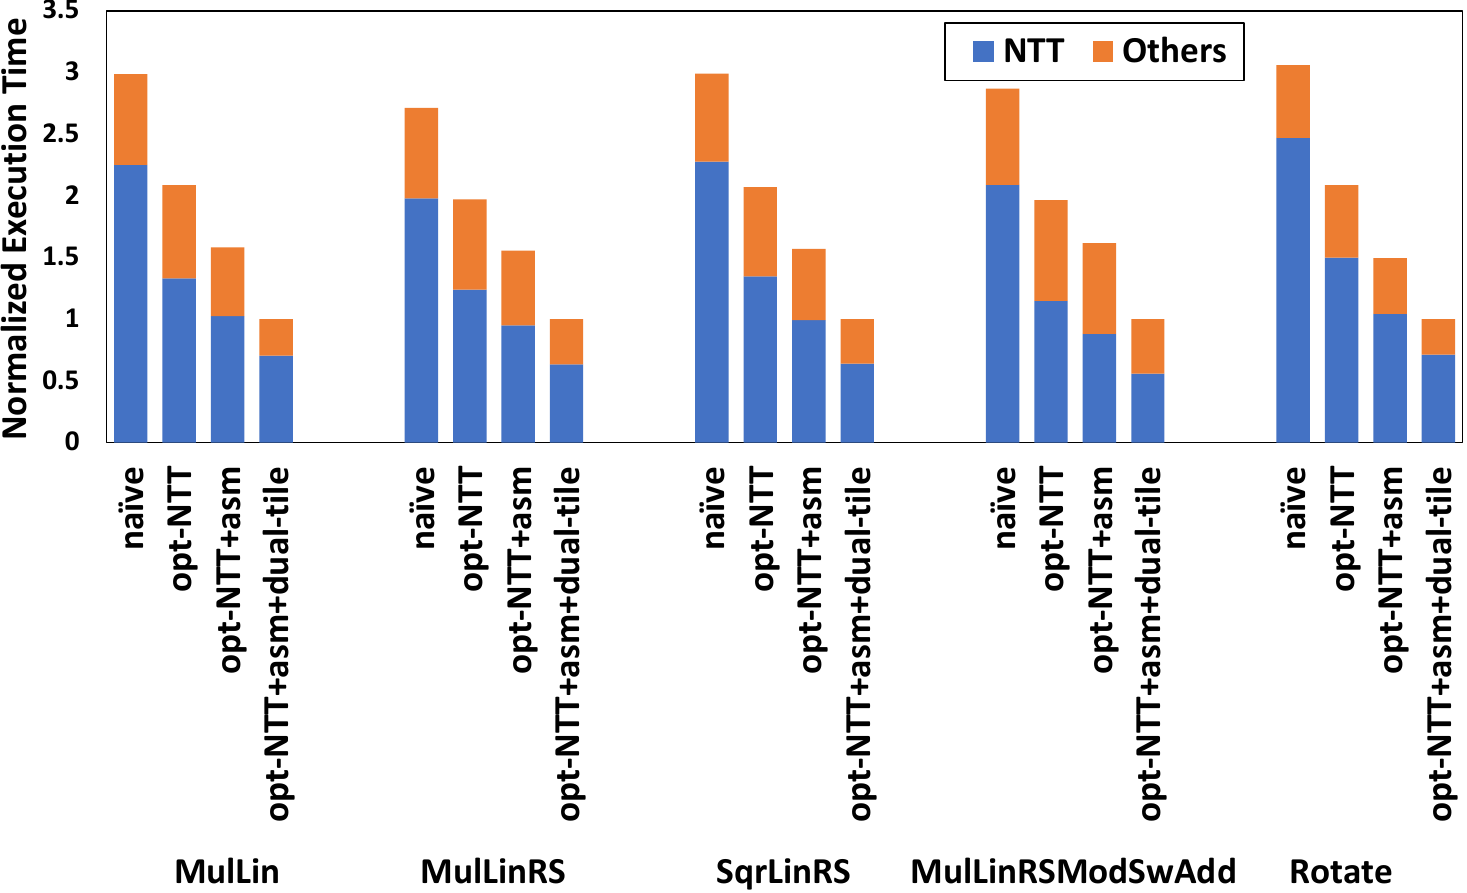 Normalized Execution Time
3.5
3
2.5
2
1.5
1
0.5
0
NTT Others
naïve
opt-NTT
opt-NTT+asm
opt-NTT+asm+dual-tile
naïve
opt-NTT
opt-NTT+asm
opt-NTT+asm+dual-tile
naïve
opt-NTT
opt-NTT+asm
opt-NTT+asm+dual-tile
naïve
opt-NTT
opt-NTT+asm
opt-NTT+asm+dual-tile
naïve
opt-NTT
opt-NTT+asm
opt-NTT+asm+dual-tile
MulLin MulLinRS SqrLinRS MulLinRSModSwAdd Rotate